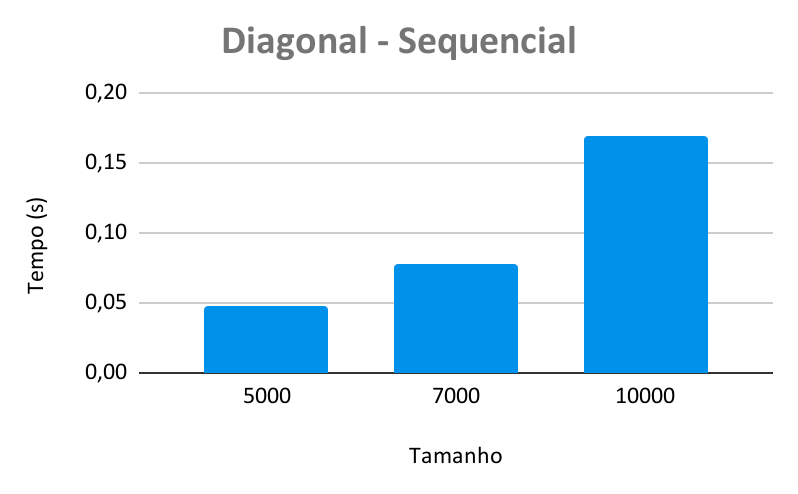 Diagonal - Sequencial
0,20
0,15
0,10
0,05
0,00
Tempo (s)
5000 7000 10000
Tamanho